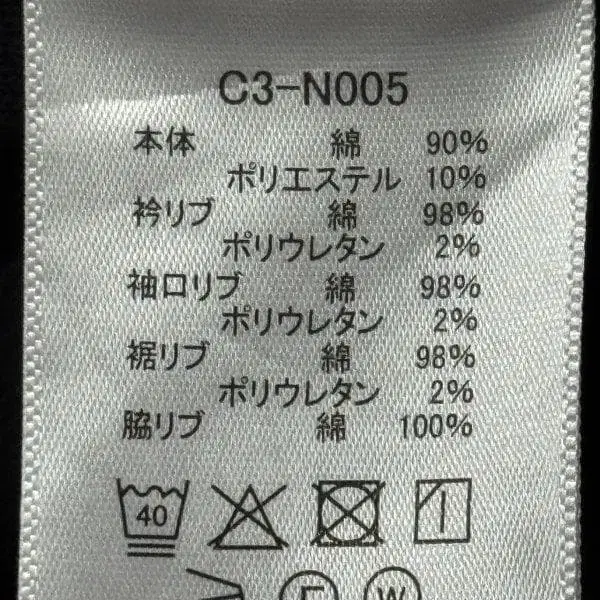 C3-N005
本体 綿 90%
ポリエステル 10%
衿リブ 綿 98%
ポリウレタン 2%
袖口リブ 綿 98%
ポリウレタン 2%
裾リブ 綿 98%
ポリウレタン 2%
脇リブ 綿 100%
40
F W